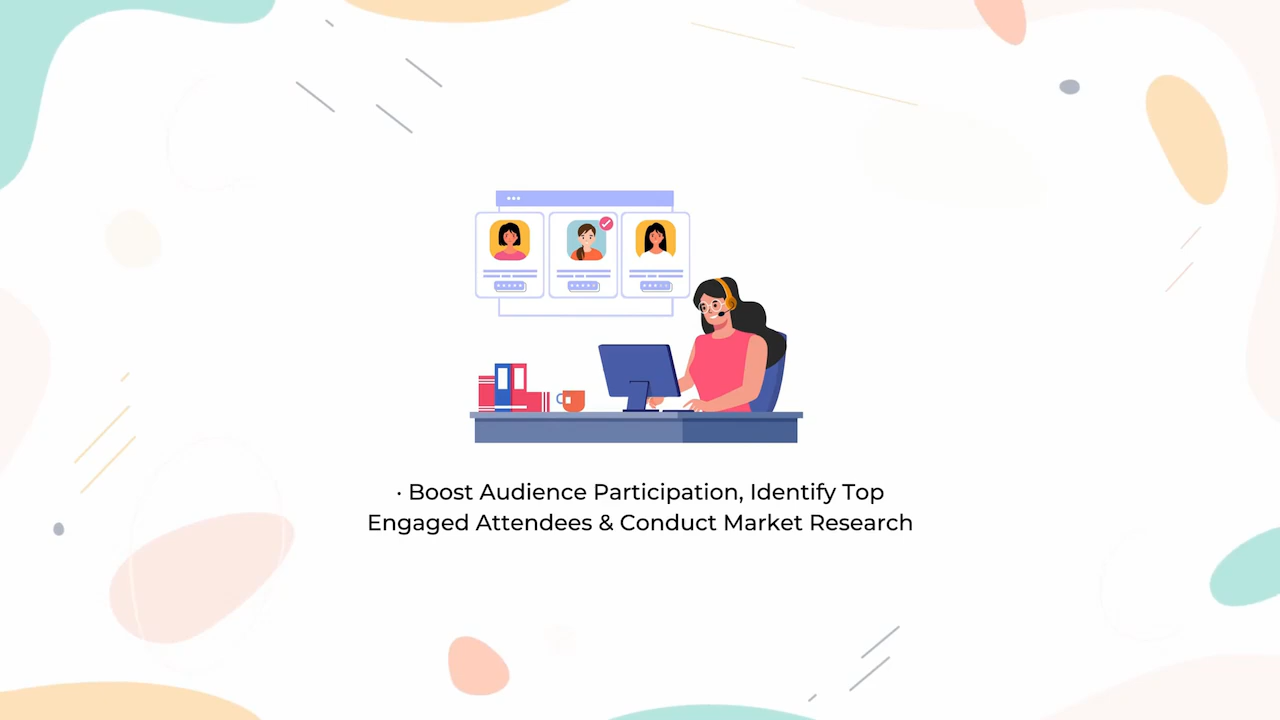 · Boost Audience Participation, Identify Top
Engaged Attendees & Conduct Market Research